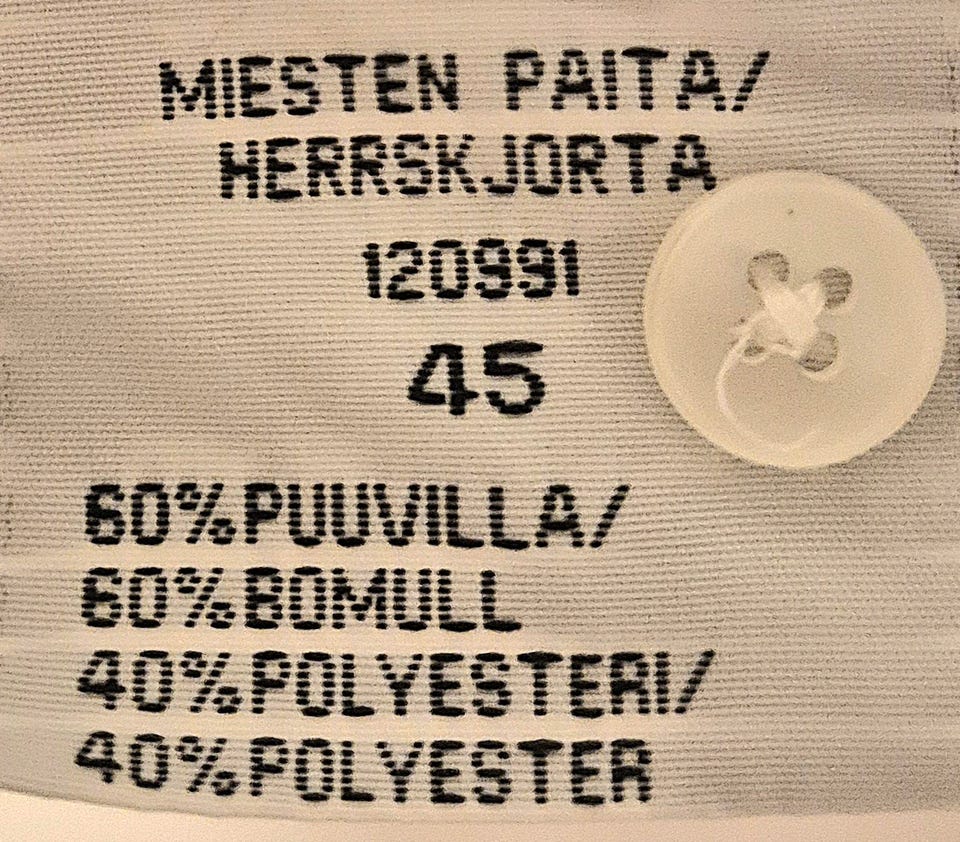 MIESTEN PAITA/
HERRSKJORTA
120991
45
60%PUUVILLA/
60%BOMULL
40%POLYESTERI/
40%POLYESTER